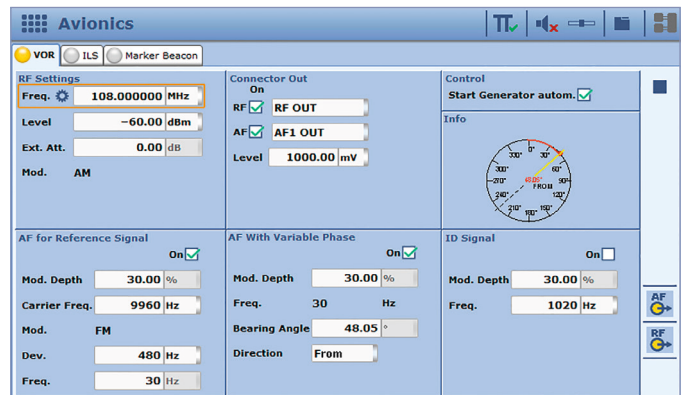 Avionics
VOR ILS Marker Beacon
RF Settings
Freq. 108.000000 MHz
Level −60.00 dBm
Ext. Att. 0.00 dB
Mod. AM
Connector Out
On
RF RF OUT
AF AF1 OUT
Level 1000.00 mV
Control
Start Generator autom.
Info
330° 0° 30°
300° 60°
270° 48.05° 90°
FROM
240° 120°
210° 180° 150°
AF for Reference Signal
On
Mod. Depth 30.00 %
Carrier Freq. 9960 Hz
Mod. FM
Dev. 480 Hz
Freq. 30 Hz
AF With Variable Phase
On
Mod. Depth 30.00 %
Freq. 30 Hz
Bearing Angle 48.05 °
Direction From
ID Signal
On
Mod. Depth 30.00 %
Freq. 1020 Hz
AF
RF